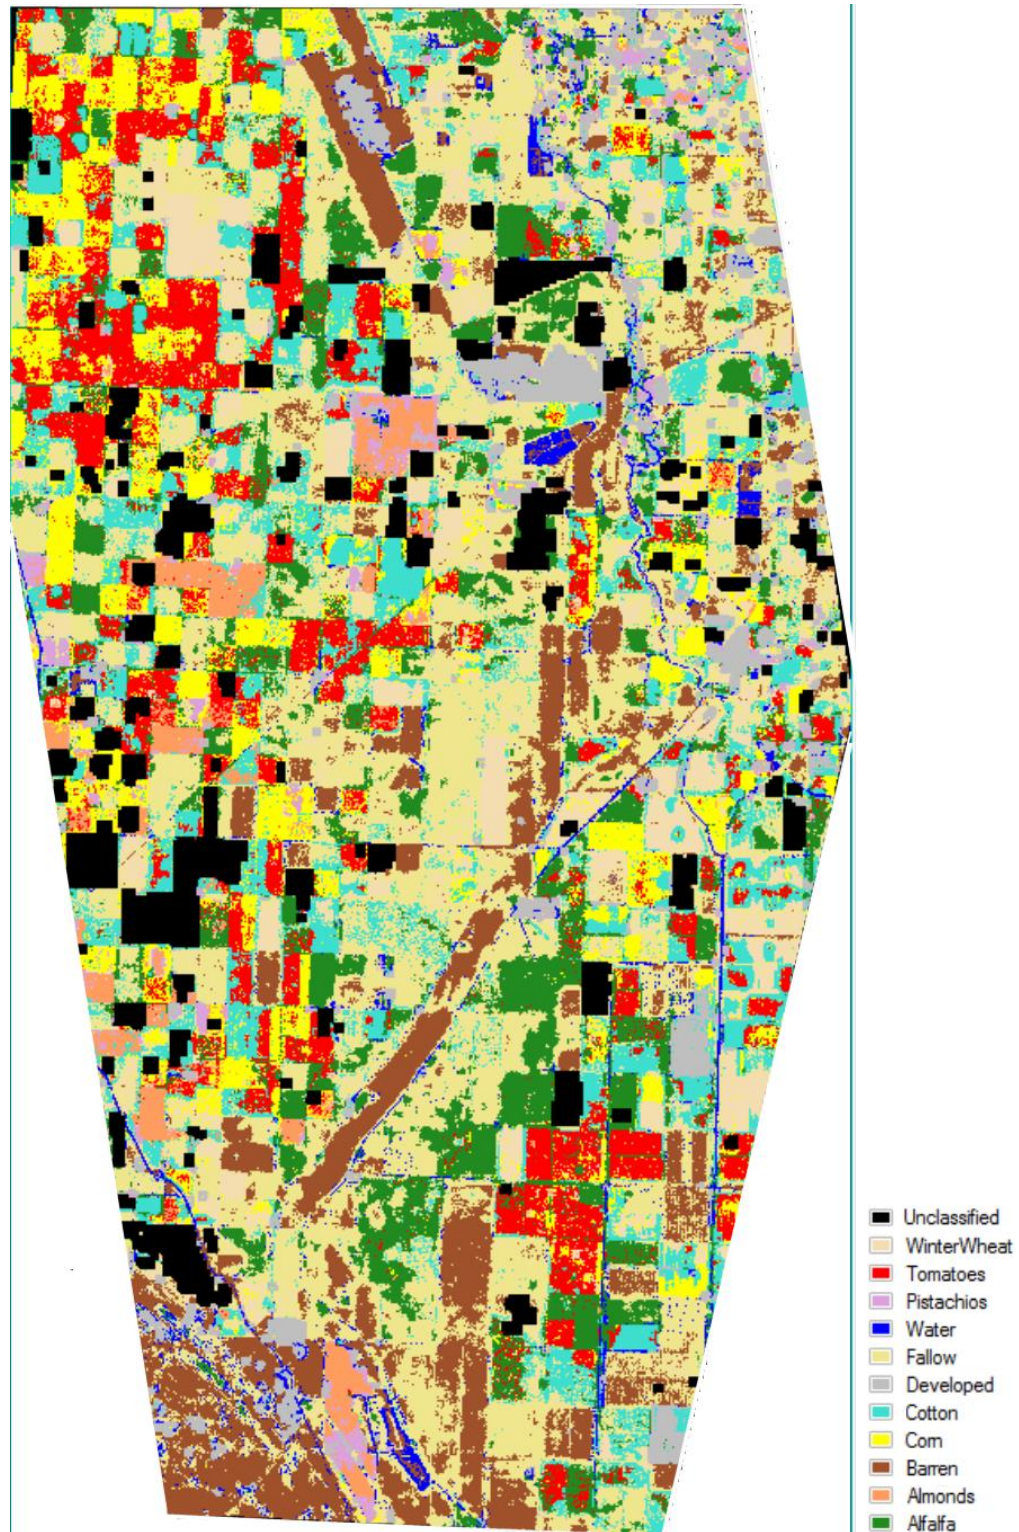 Unclassified
WinterWheat
Tomatoes
Pistachios
Water
Fallow
Developed
Cotton
Corn
Barren
Almonds
Alfalfa